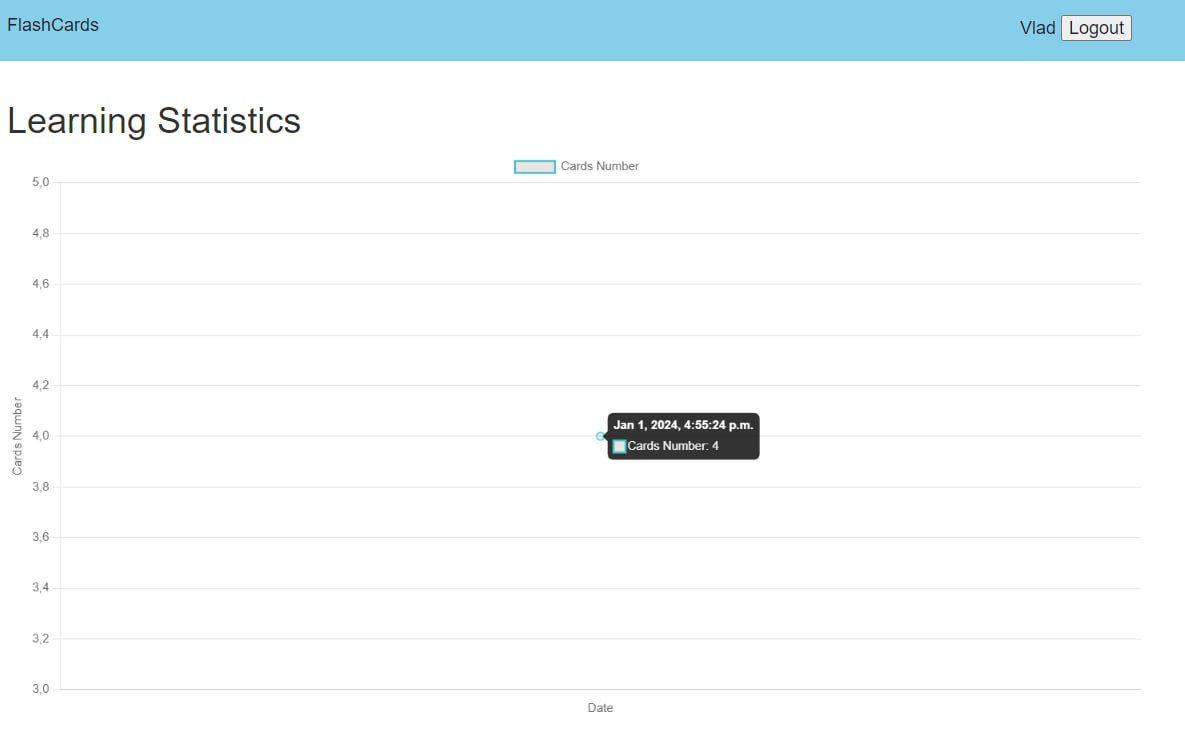 FlashCards
Vlad Logout
Learning Statistics
Cards Number
5,0
4,8
4,6
4,4
4,2
4,0
3,8
3,6
3,4
3,2
3,0
Cards Number
Jan 1, 2024, 4:55:24 p.m.
Cards Number: 4
Date